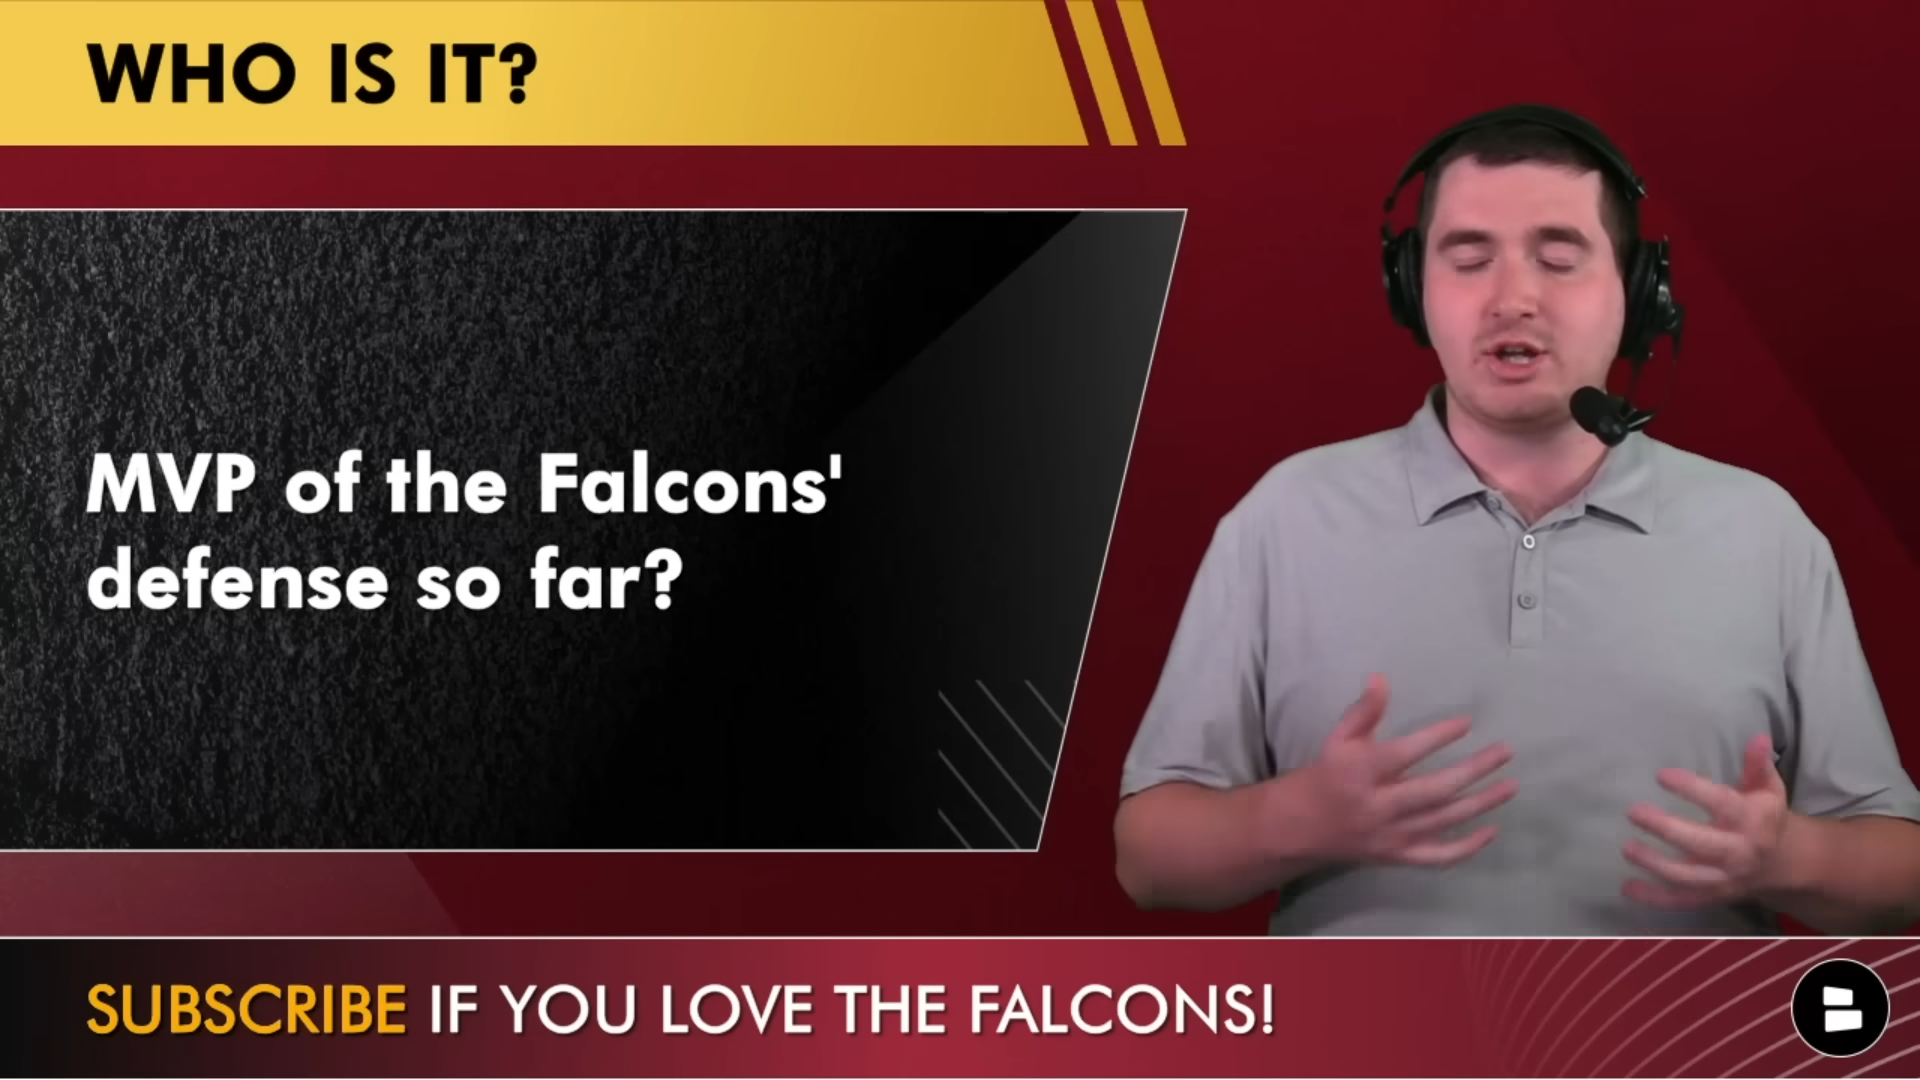 WHO IS IT?
MVP of the Falcons'
defense so far?
SUBSCRIBE IF YOU LOVE THE FALCONS!